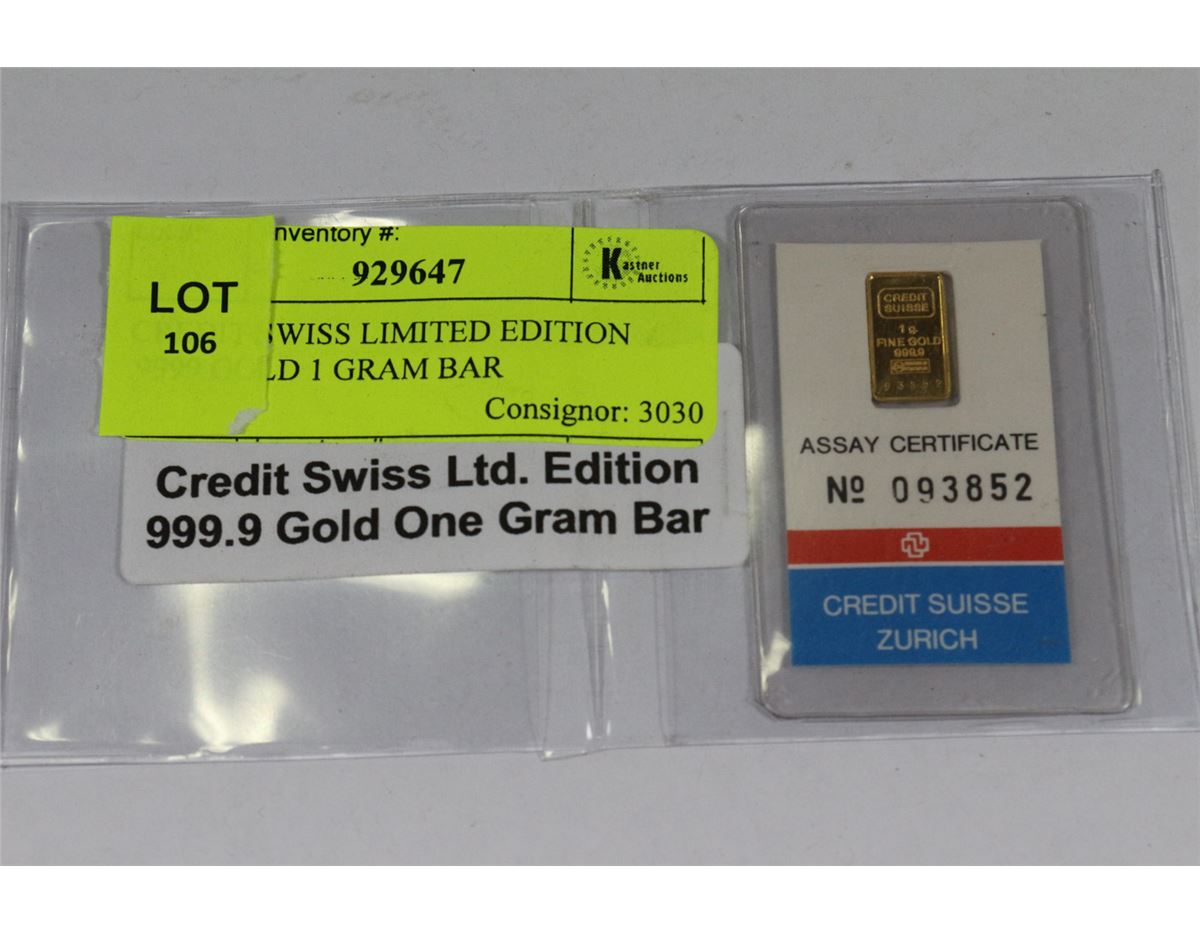 LOT
106
nventory #:
929647
Kastner
Auctions
SWISS LIMITED EDITION
LD 1 GRAM BAR
Consignor: 3030
Credit Swiss Ltd. Edition
999.9 Gold One Gram Bar
CREDIT
SUISSE
1 g.
FINE GOLD
999.9
ASSAY CERTIFICATE
Nº 093852
CREDIT SUISSE
ZURICH